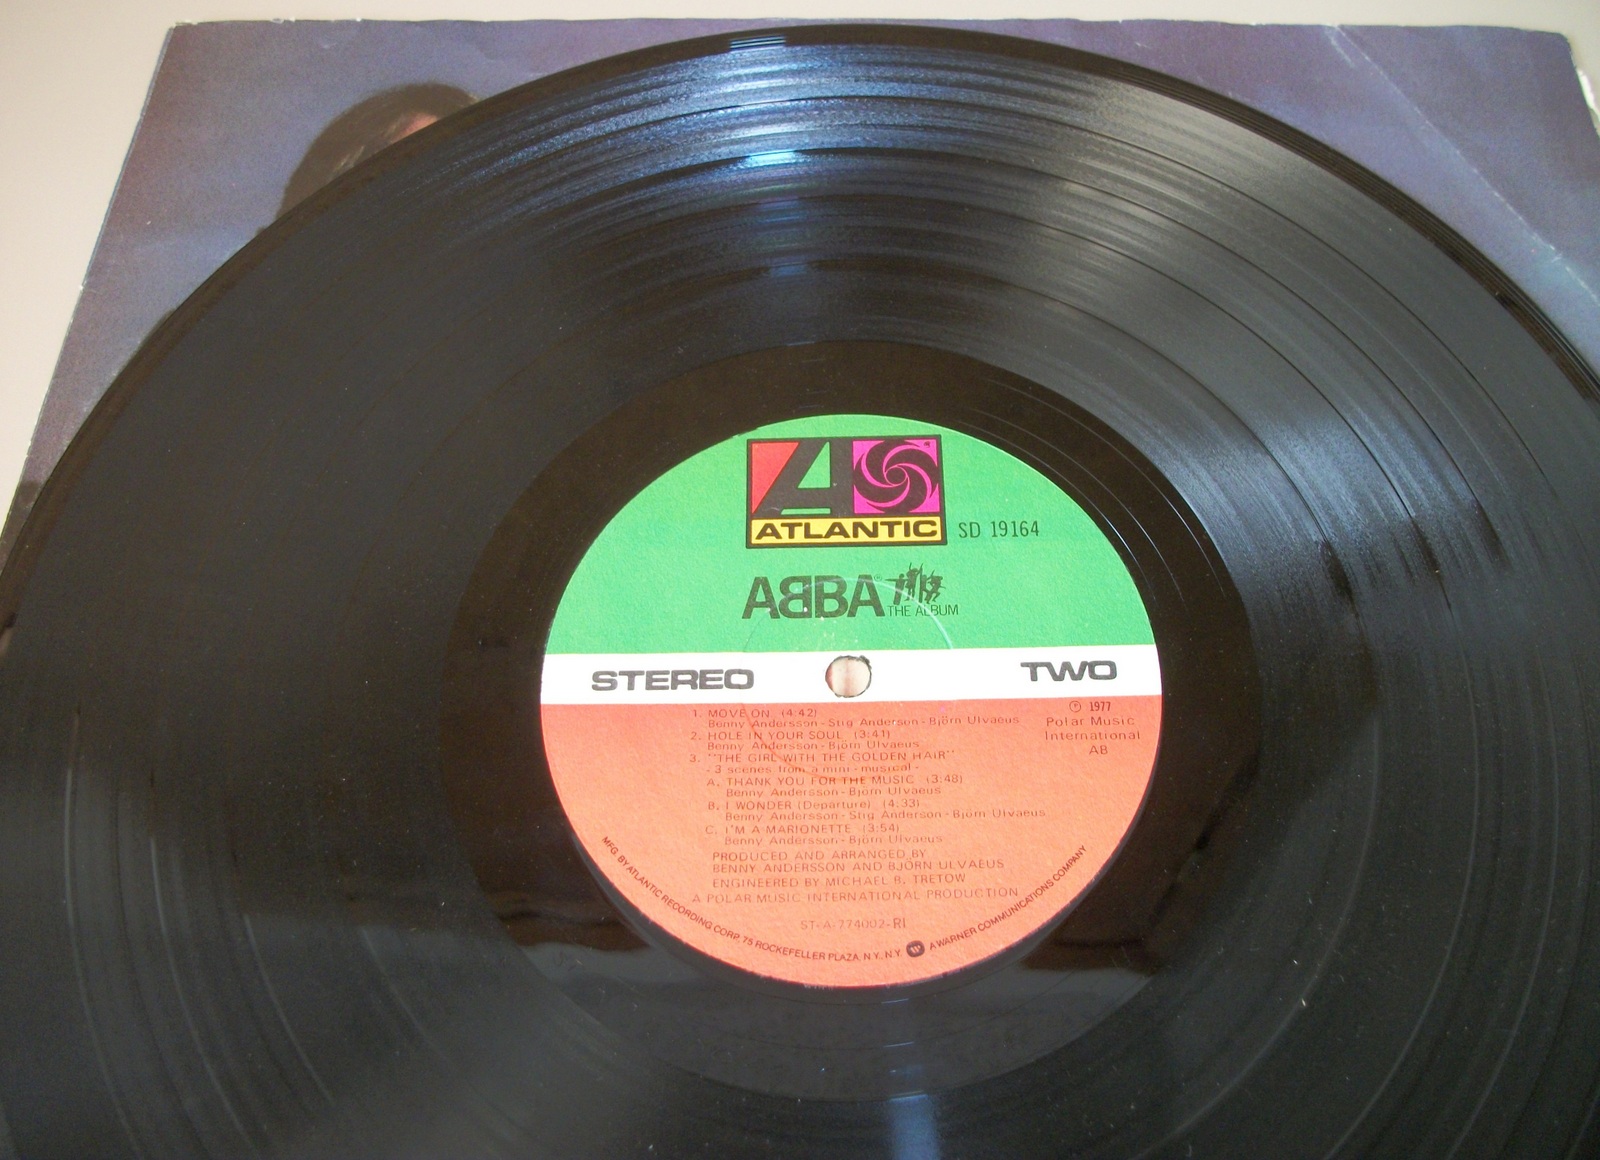 ATLANTIC
SD 19164
ABBA®
THE ALBUM
STEREO
TWO
1. MOVE ON (4:42)
Benny Andersson - Stig Anderson - Björn Ulvaeus
2. HOLE IN YOUR SOUL (3:41)
Benny Andersson - Björn Ulvaeus
3. "THE GIRL WITH THE GOLDEN HAIR"
- 3 scenes from a mini-musical -
A. THANK YOU FOR THE MUSIC (3:48)
Benny Andersson - Björn Ulvaeus
B. I WONDER (Departure) (4:33)
Benny Andersson - Stig Anderson - Björn Ulvaeus
C. I'M A MARIONETTE (3:54)
Benny Andersson - Björn Ulvaeus
PRODUCED AND ARRANGED BY
BENNY ANDERSSON AND BJÖRN ULVAEUS
ENGINEERED BY MICHAEL B. TRETOW
A POLAR MUSIC INTERNATIONAL PRODUCTION
℗ 1977
Polar Music
International
AB
ST-A-774002-RI
MFG. BY ATLANTIC RECORDING CORP., 75 ROCKEFELLER PLAZA, N.Y., N.Y. A WARNER COMMUNICATIONS COMPANY